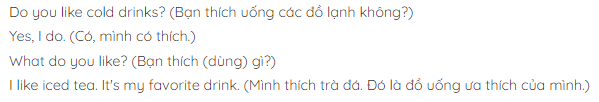 Do you like cold drinks? (Bạn thích uống các đồ lạnh không?)
Yes, I do. (Có, mình có thích.)
What do you like? (Bạn thích (dùng) gì?)
I like iced tea. It's my favorite drink. (Mình thích trà đá. Đó là đồ uống ưa thích của mình.)